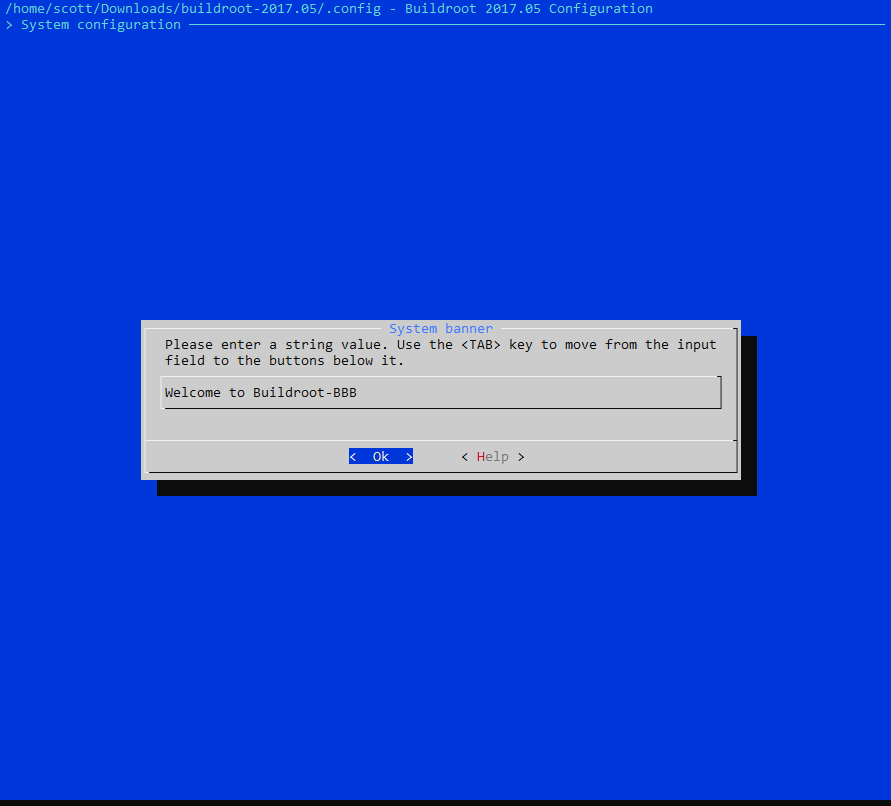 /home/scott/Downloads/buildroot-2017.05/.config - Buildroot 2017.05 Configuration
> System configuration
System banner
Please enter a string value. Use the <TAB> key to move from the input
field to the buttons below it.
Welcome to Buildroot-BBB
< Ok > < Help >